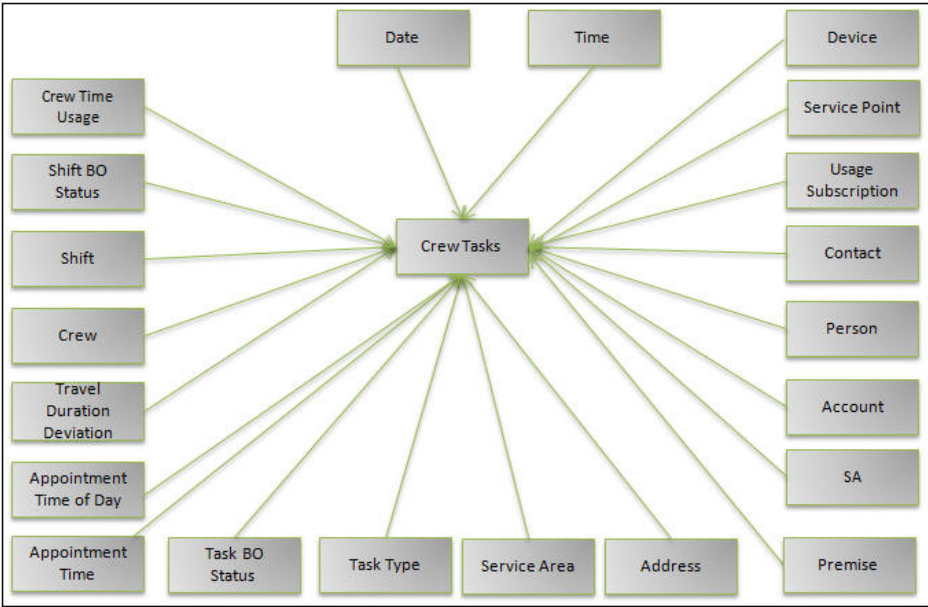 Date
Time
Device
Crew Time
Usage
Service Point
Shift BO
Status
Usage
Subscription
Shift
Crew Tasks
Contact
Crew
Person
Travel
Duration
Deviation
Account
Appointment
Time of Day
SA
Appointment
Time
Task BO
Status
Task Type
Service Area
Address
Premise